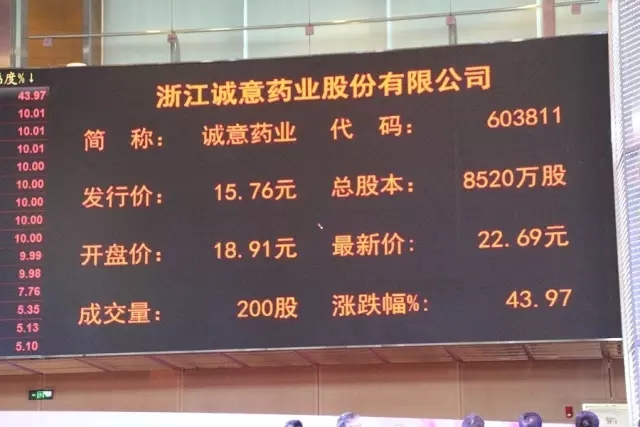 浙江诚意药业股份有限公司
简 称： 诚意药业 代 码： 603811
发行价： 15.76元 总股本： 8520万股
开盘价： 18.91元 最新价： 22.69元
成交量： 200股 涨跌幅%： 43.97
度%↓
43.97
10.01
10.01
10.01
10.00
10.00
10.00
10.00
10.00
9.99
9.98
7.76
5.35
5.13
5.10